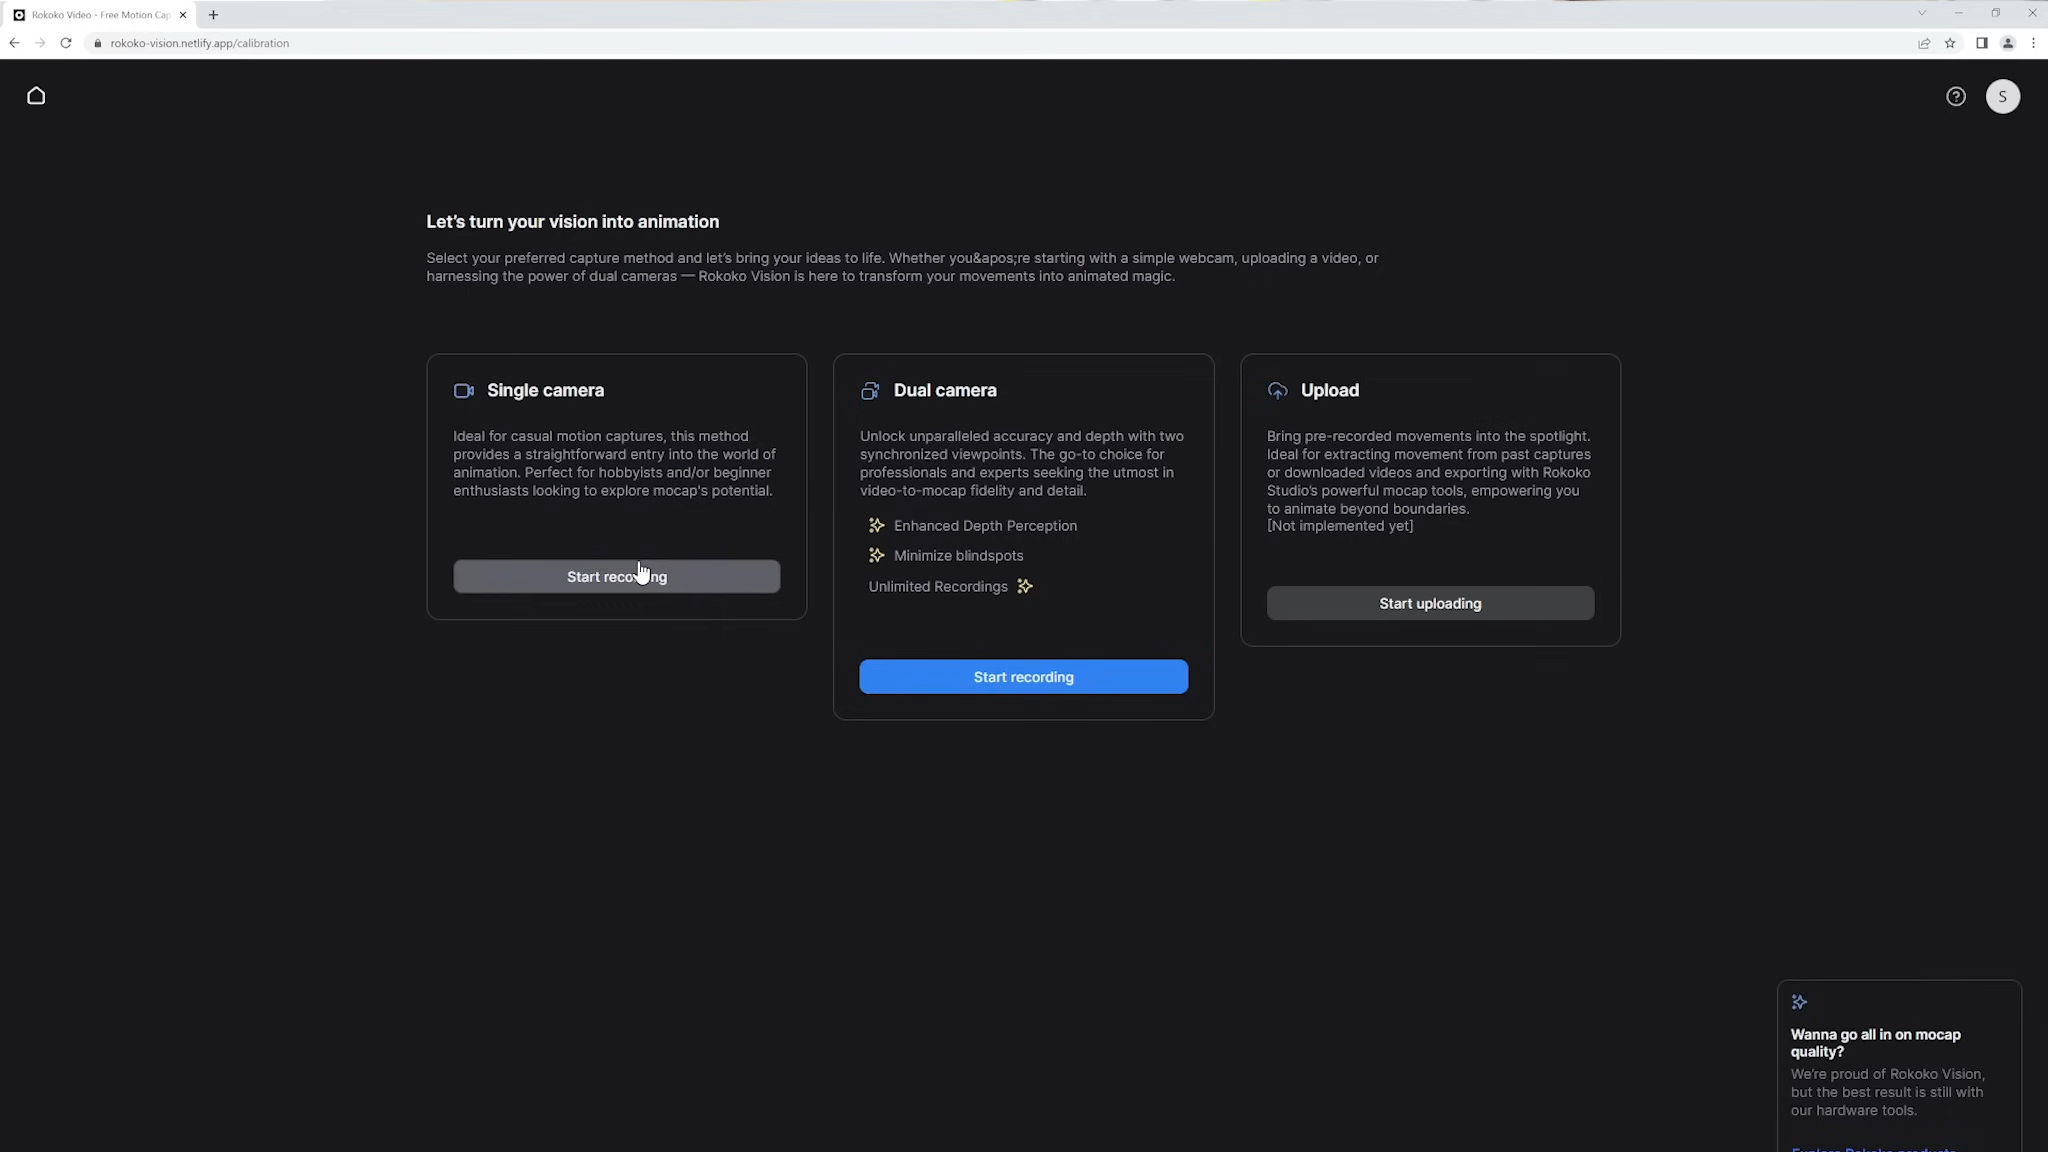 Rokoko Video - Free Motion Cap
rokoko-vision.netlify.app/calibration
S
Let's turn your vision into animation
Select your preferred capture method and let's bring your ideas to life. Whether you&apos;re starting with a simple webcam, uploading a video, or
harnessing the power of dual cameras — Rokoko Vision is here to transform your movements into animated magic.
Single camera
Ideal for casual motion captures, this method
provides a straightforward entry into the world of
animation. Perfect for hobbyists and/or beginner
enthusiasts looking to explore mocap's potential.
Start recording
Dual camera
Unlock unparalleled accuracy and depth with two
synchronized viewpoints. The go-to choice for
professionals and experts seeking the utmost in
video-to-mocap fidelity and detail.
Enhanced Depth Perception
Minimize blindspots
Unlimited Recordings
Start recording
Upload
Bring pre-recorded movements into the spotlight.
Ideal for extracting movement from past captures
or downloaded videos and exporting with Rokoko
Studio's powerful mocap tools, empowering you
to animate beyond boundaries.
[Not implemented yet]
Start uploading
Wanna go all in on mocap
quality?
We're proud of Rokoko Vision,
but the best result is still with
our hardware tools.
Explore Rokoko products